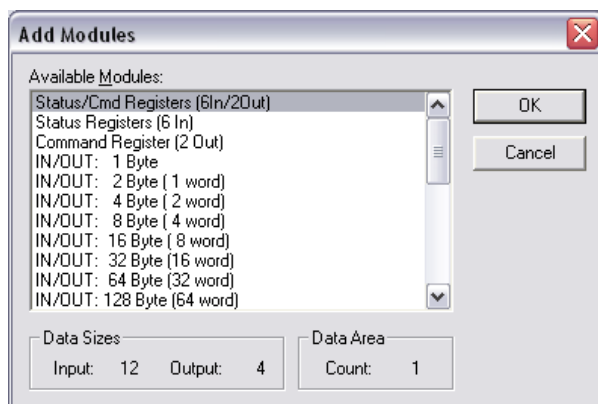 Add Modules
Available Modules:
Status/Cmd Registers (6In/2Out)
Status Registers (6 In)
Command Register (2 Out)
IN/OUT: 1 Byte
IN/OUT: 2 Byte ( 1 word)
IN/OUT: 4 Byte ( 2 word)
IN/OUT: 8 Byte ( 4 word)
IN/OUT: 16 Byte ( 8 word)
IN/OUT: 32 Byte (16 word)
IN/OUT: 64 Byte (32 word)
IN/OUT: 128 Byte (64 word)
OK
Cancel
Data Sizes
Input: 12 Output: 4
Data Area
Count: 1